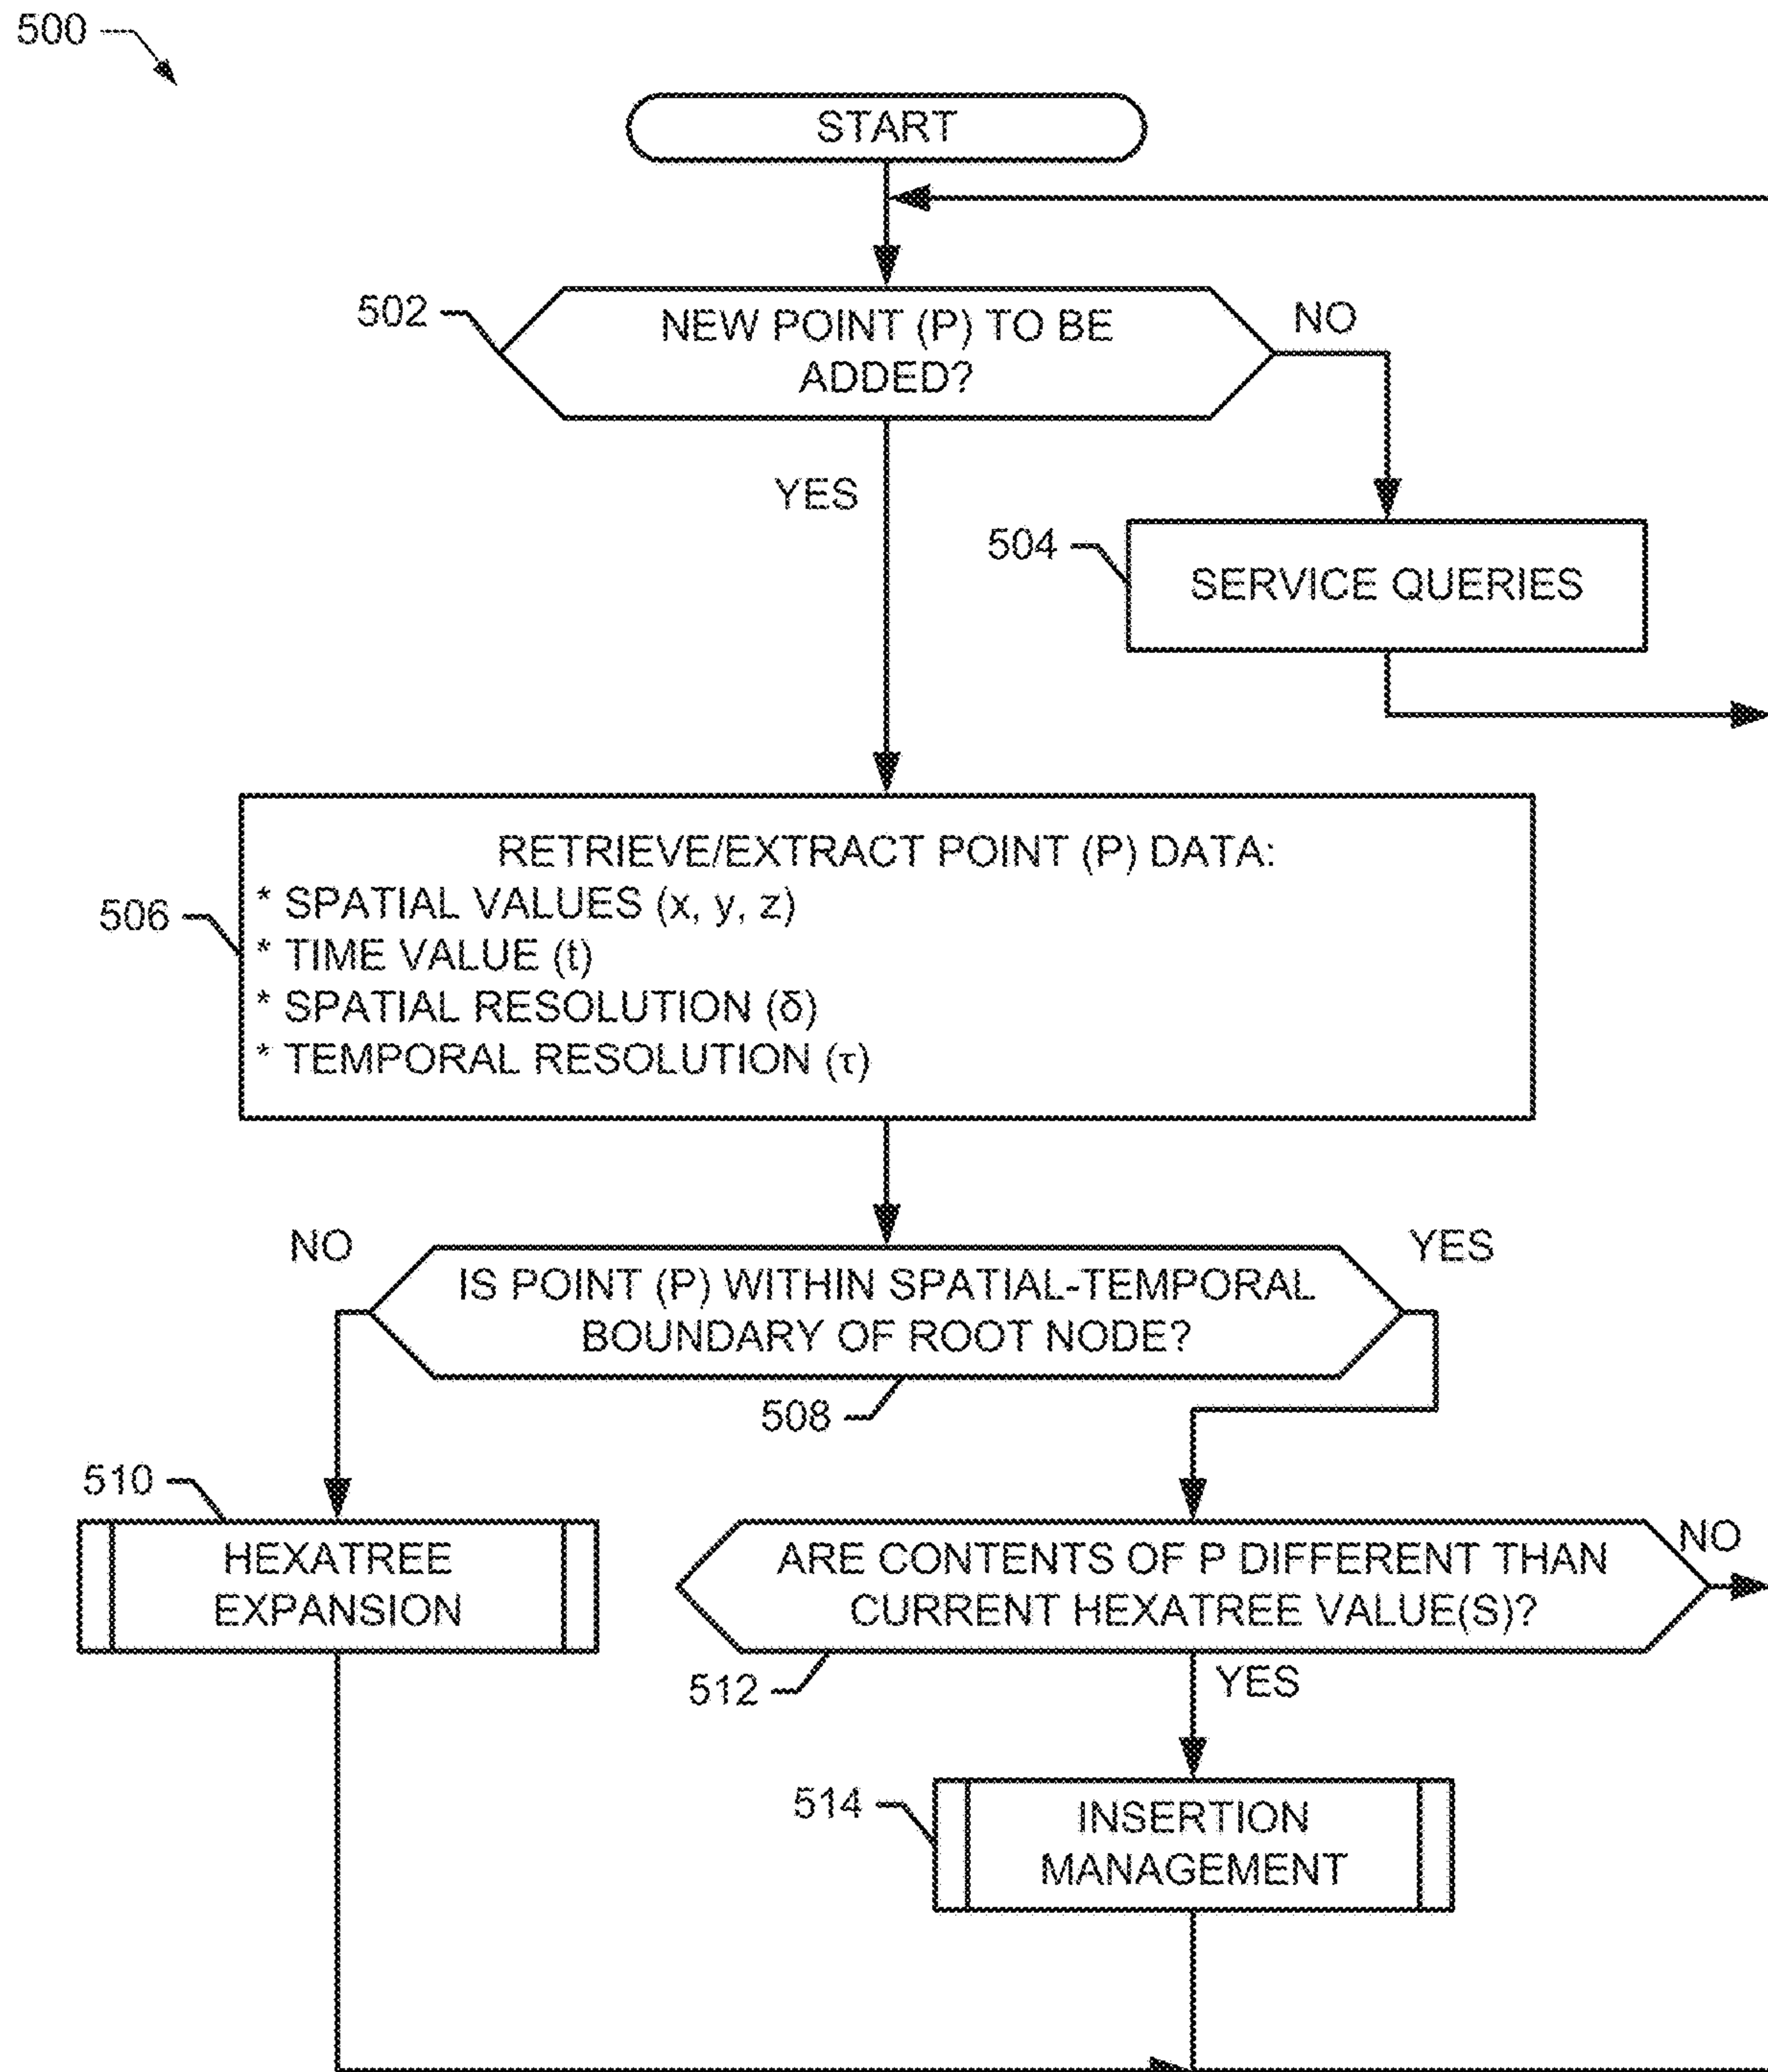 500
START
502
NEW POINT (P) TO BE
ADDED?
NO
YES
504
SERVICE QUERIES
506
RETRIEVE/EXTRACT POINT (P) DATA:
* SPATIAL VALUES (x, y, z)
* TIME VALUE (t)
* SPATIAL RESOLUTION (δ)
* TEMPORAL RESOLUTION (τ)
NO
IS POINT (P) WITHIN SPATIAL-TEMPORAL
BOUNDARY OF ROOT NODE?
YES
508
510
HEXATREE
EXPANSION
ARE CONTENTS OF P DIFFERENT THAN
CURRENT HEXATREE VALUE(S)?
NO
512
YES
514
INSERTION
MANAGEMENT